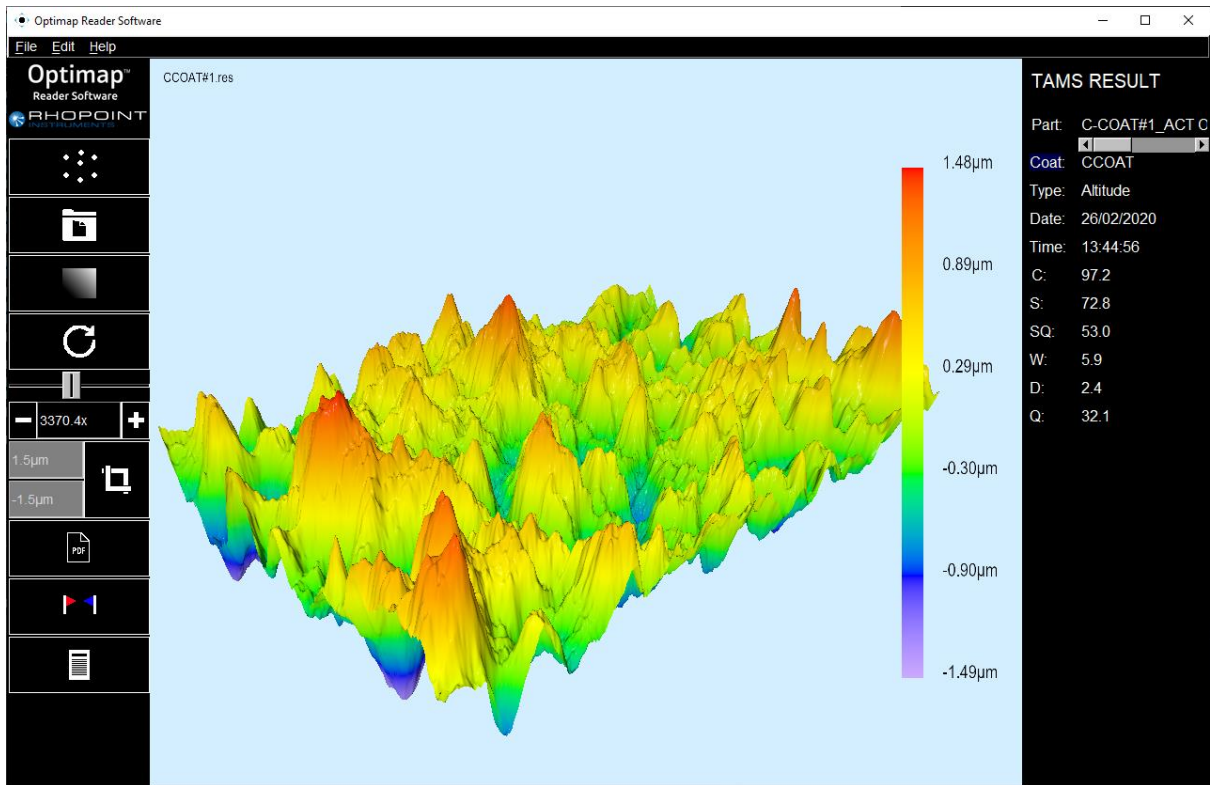 Optimap Reader Software
File Edit Help
Optimap™
Reader Software
RHOPOINT
INSTRUMENTS
3370.4x
1.5µm
-1.5µm
PDF
CCOAT#1.res
1.48µm
0.89µm
0.29µm
-0.30µm
-0.90µm
-1.49µm
TAMS RESULT
Part: C-COAT#1_ACT C
Coat: CCOAT
Type: Altitude
Date: 26/02/2020
Time: 13:44:56
C: 97.2
S: 72.8
SQ: 53.0
W: 5.9
D: 2.4
Q: 32.1